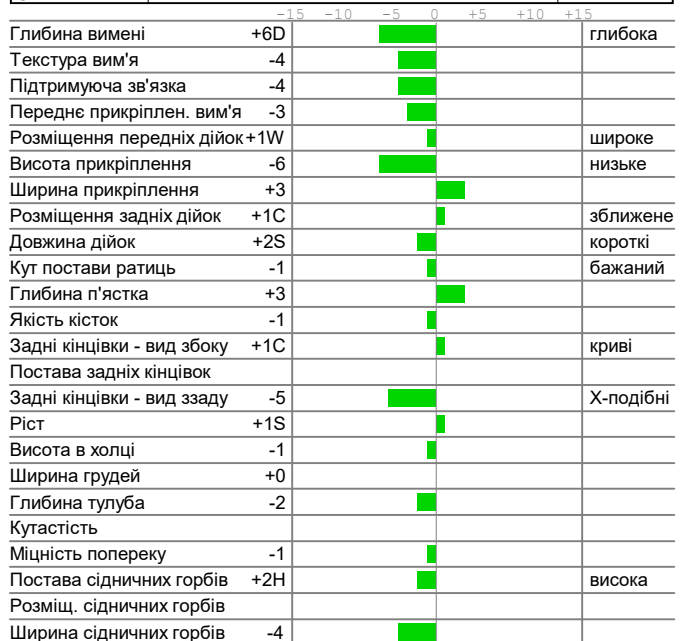 -15 -10 -5 0 +5 +10 +15
Глибина вимені +6D глибока
Текстура вим'я -4
Підтримуюча зв'язка -4
Переднє прикріплен. вим'я -3
Розміщення передніх дійок +1W широке
Висота прикріплення -6 низьке
Ширина прикріплення +3
Розміщення задніх дійок +1C зближене
Довжина дійок +2S короткі
Кут постави ратиць -1 бажаний
Глибина п'ястка +3
Якість кісток -1
Задні кінцівки - вид збоку +1C криві
Постава задніх кінцівок
Задні кінцівки - вид ззаду -5 Х-подібні
Ріст +1S
Висота в холці -1
Ширина грудей +0
Глибина тулуба -2
Кутастість
Міцність попереку -1
Постава сідничних горбів +2H висока
Розміщ. сідничних горбів
Ширина сідничних горбів -4